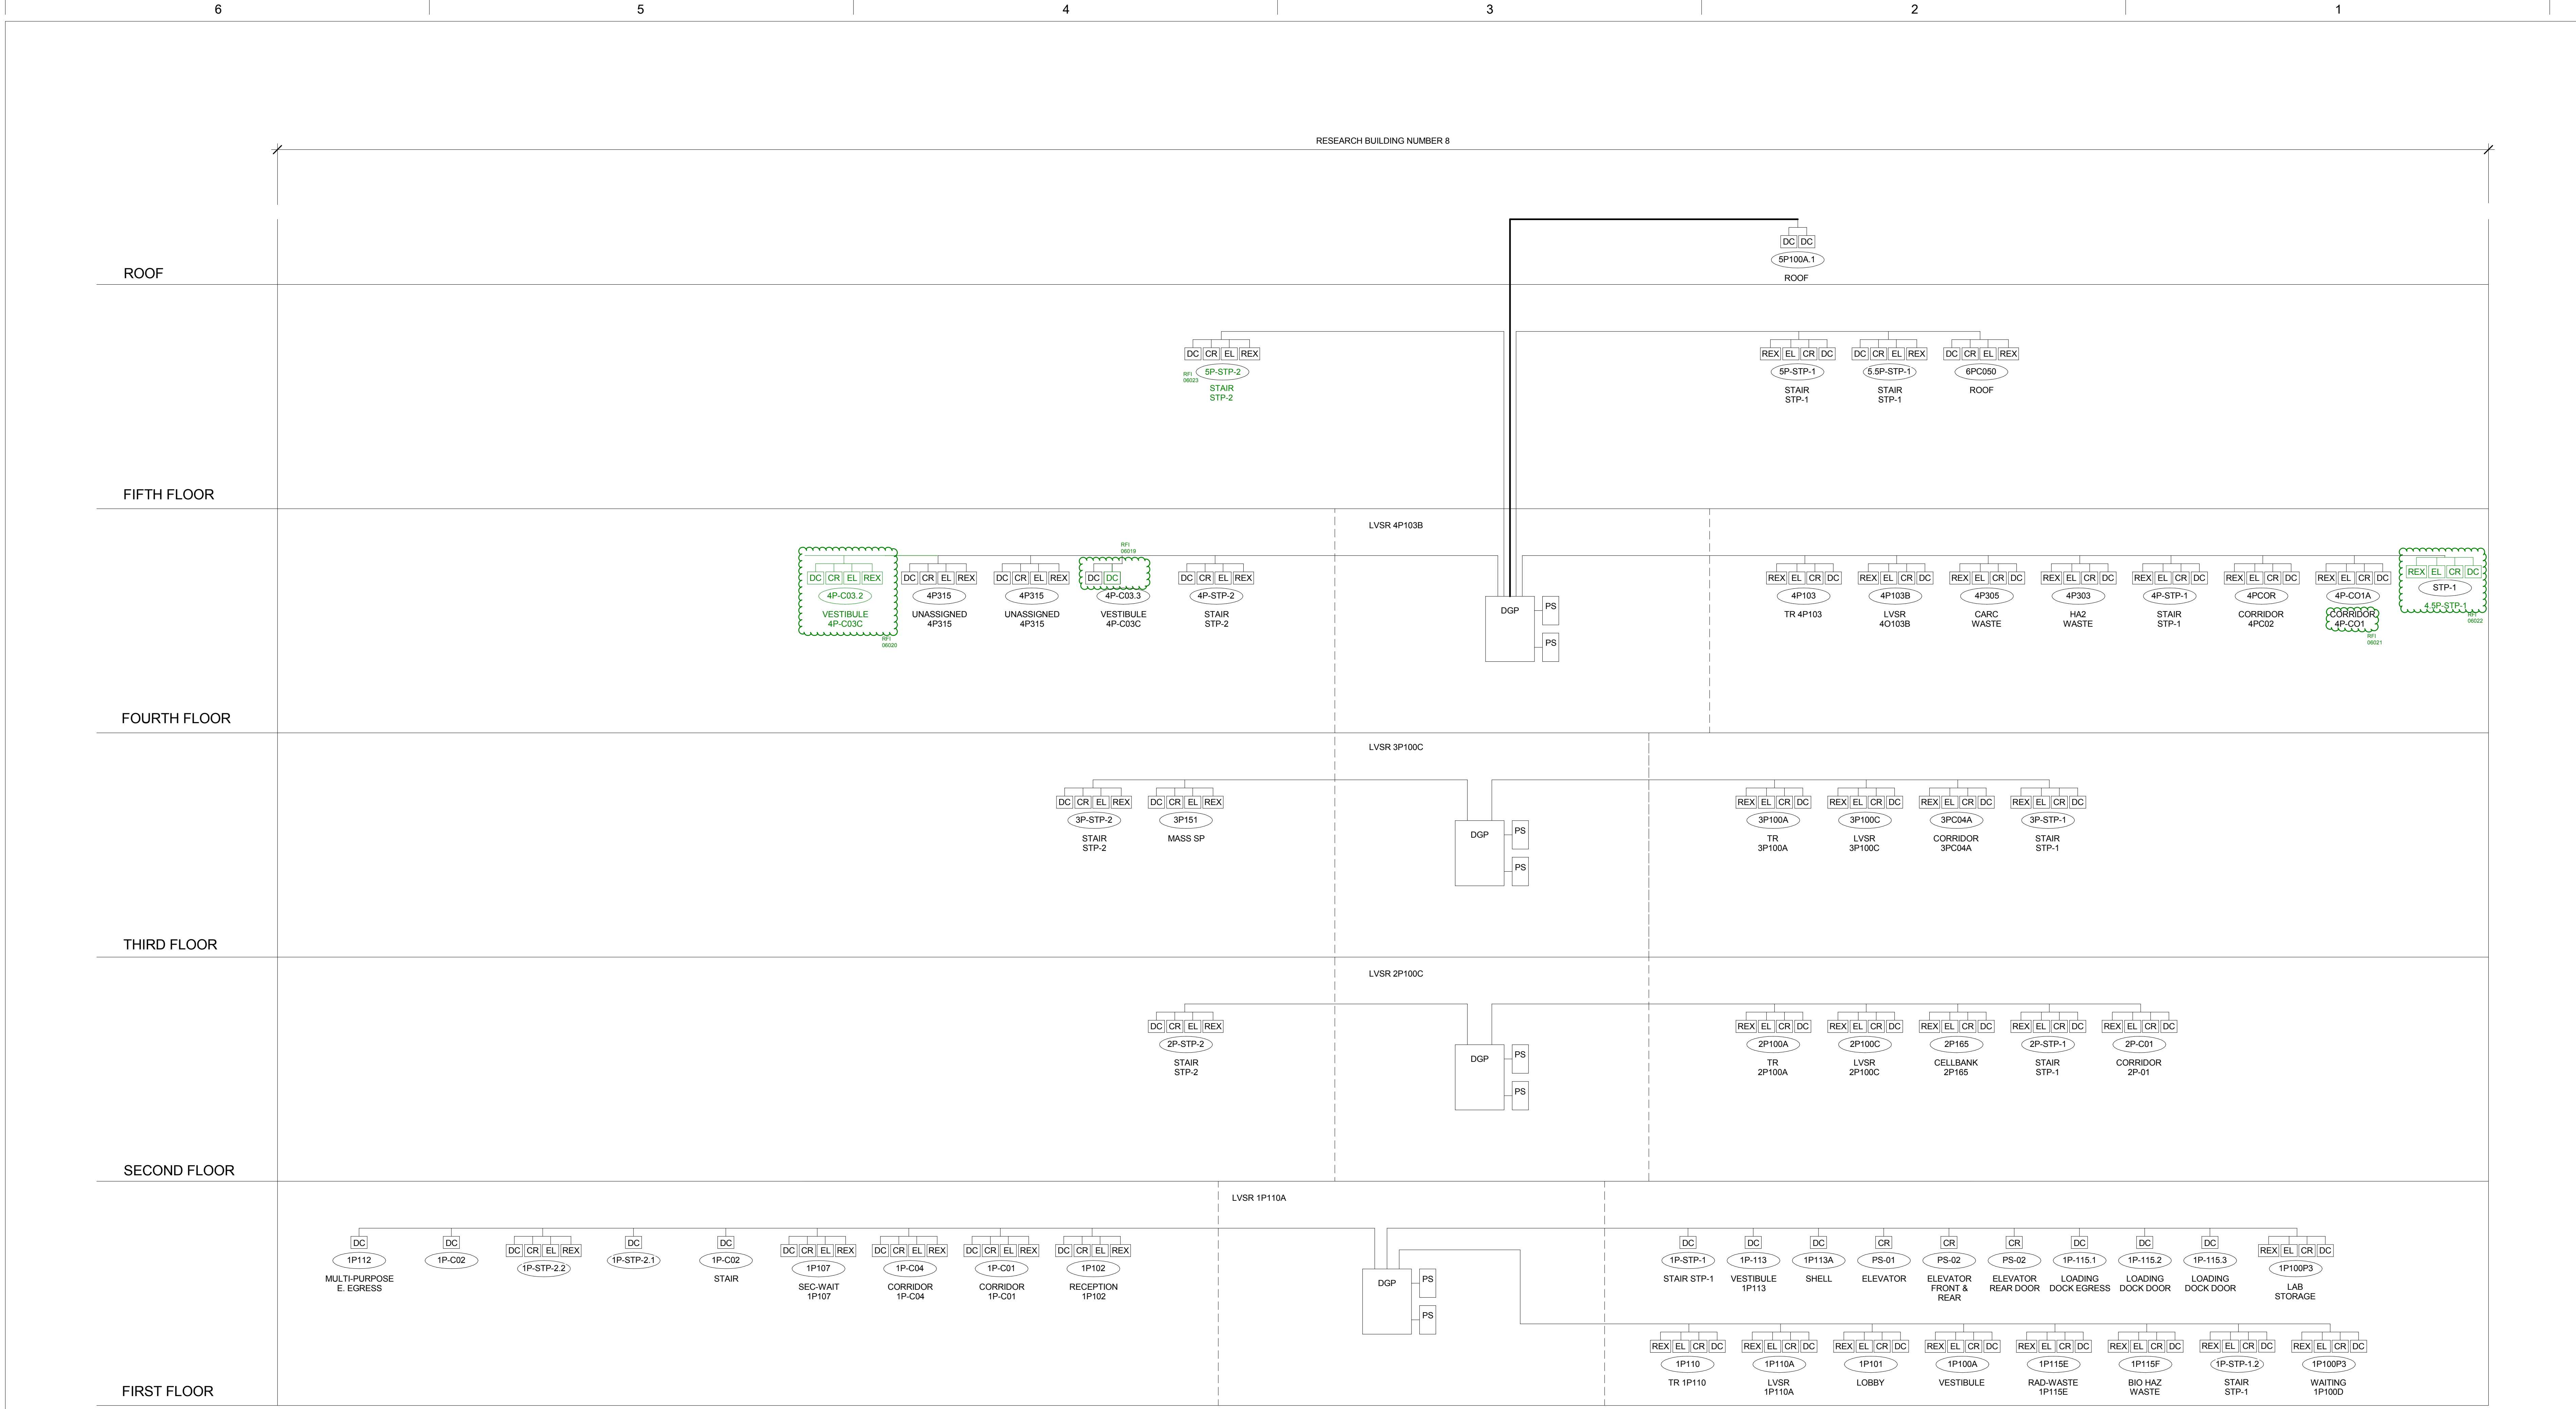 6 5 4 3 2 1
RESEARCH BUILDING NUMBER 8
DC DC
5P100A.1
ROOF
ROOF
DC CR EL REX
RFI
06023
5P-STP-2
STAIR
STP-2
REX EL CR DC
5P-STP-1
STAIR
STP-1
DC CR EL REX
5.5P-STP-1
STAIR
STP-1
DC CR EL REX
6PC050
ROOF
FIFTH FLOOR
LVSR 4P103B
DC CR EL REX
4P-C03.2
VESTIBULE
4P-C03C
RFI
06020
DC CR EL REX
4P315
UNASSIGNED
4P315
DC CR EL REX
4P315
UNASSIGNED
4P315
RFI
06019
DC DC
4P-C03.3
VESTIBULE
4P-C03C
DC CR EL REX
4P-STP-2
STAIR
STP-2
DGP
PS
PS
REX EL CR DC
4P103
TR 4P103
REX EL CR DC
4P103B
LVSR
4O103B
REX EL CR DC
4P305
CARC
WASTE
REX EL CR DC
4P303
HA2
WASTE
REX EL CR DC
4P-STP-1
STAIR
STP-1
REX EL CR DC
4PCOR
CORRIDOR
4PC02
REX EL CR DC
4P-CO1A
CORRIDOR
4P-CO1
RFI
06021
REX EL CR DC
STP-1
4.5P-STP-1
RFI
06022
FOURTH FLOOR
LVSR 3P100C
DC CR EL REX
3P-STP-2
STAIR
STP-2
DC CR EL REX
3P151
MASS SP
DGP
PS
PS
REX EL CR DC
3P100A
TR
3P100A
REX EL CR DC
3P100C
LVSR
3P100C
REX EL CR DC
3PC04A
CORRIDOR
3PC04A
REX EL CR DC
3P-STP-1
STAIR
STP-1
THIRD FLOOR
LVSR 2P100C
DC CR EL REX
2P-STP-2
STAIR
STP-2
DGP
PS
PS
REX EL CR DC
2P100A
TR
2P100A
REX EL CR DC
2P100C
LVSR
2P100C
REX EL CR DC
2P165
CELLBANK
2P165
REX EL CR DC
2P-STP-1
STAIR
STP-1
REX EL CR DC
2P-C01
CORRIDOR
2P-01
SECOND FLOOR
LVSR 1P110A
DC
1P112
MULTI-PURPOSE
E. EGRESS
DC
1P-C02
DC CR EL REX
1P-STP-2.2
DC
1P-STP-2.1
DC
1P-C02
STAIR
DC CR EL REX
1P107
SEC-WAIT
1P107
DC CR EL REX
1P-C04
CORRIDOR
1P-C04
DC CR EL REX
1P-C01
CORRIDOR
1P-C01
DC CR EL REX
1P102
RECEPTION
1P102
DGP
PS
PS
DC
1P-STP-1
STAIR STP-1
DC
1P-113
VESTIBULE
1P113
DC
1P113A
SHELL
CR
PS-01
ELEVATOR
CR
PS-02
ELEVATOR
FRONT &
REAR
CR
PS-02
ELEVATOR
REAR DOOR
DC
1P-115.1
LOADING
DOCK EGRESS
DC
1P-115.2
LOADING
DOCK DOOR
DC
1P-115.3
LOADING
DOCK DOOR
REX EL CR DC
1P100P3
LAB
STORAGE
REX EL CR DC
1P110
TR 1P110
REX EL CR DC
1P110A
LVSR
1P110A
REX EL CR DC
1P101
LOBBY
REX EL CR DC
1P100A
VESTIBULE
REX EL CR DC
1P115E
RAD-WASTE
1P115E
REX EL CR DC
1P115F
BIO HAZ
WASTE
REX EL CR DC
1P-STP-1.2
STAIR
STP-1
REX EL CR DC
1P100P3
WAITING
1P100D
FIRST FLOOR